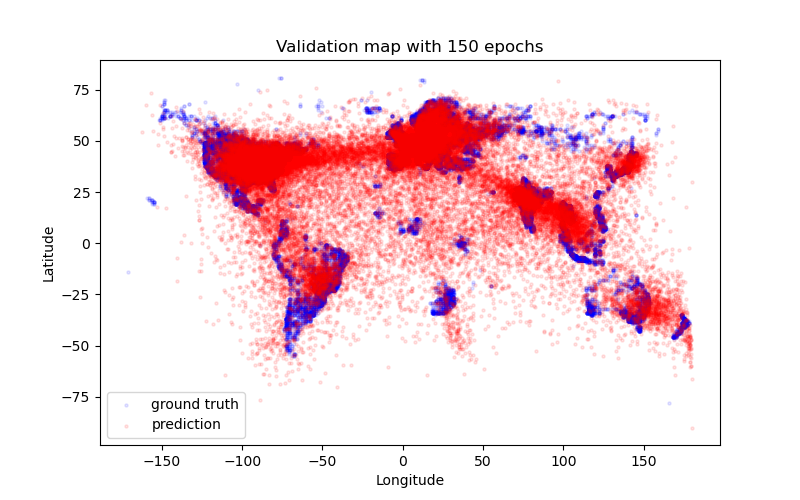 Validation map with 150 epochs
75
50
25
0
−25
−50
−75
Latitude
ground truth
prediction
−150
−100
−50
0
50
100
150
Longitude